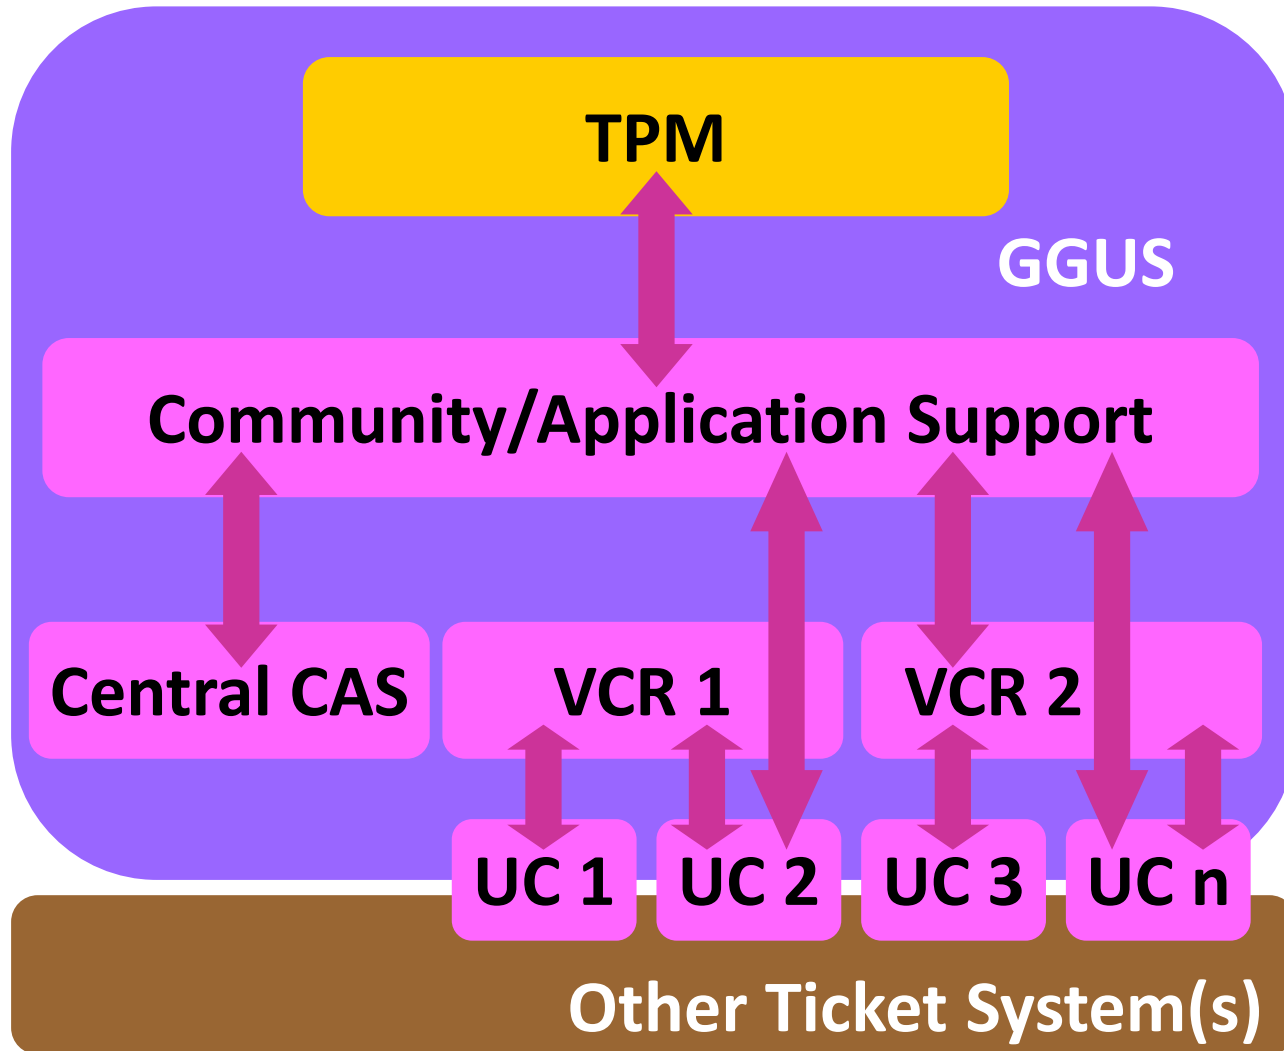 TPM
GGUS
Community/Application Support
Central CAS
VCR 1
VCR 2
UC 1
UC 2
UC 3
UC n
Other Ticket System(s)